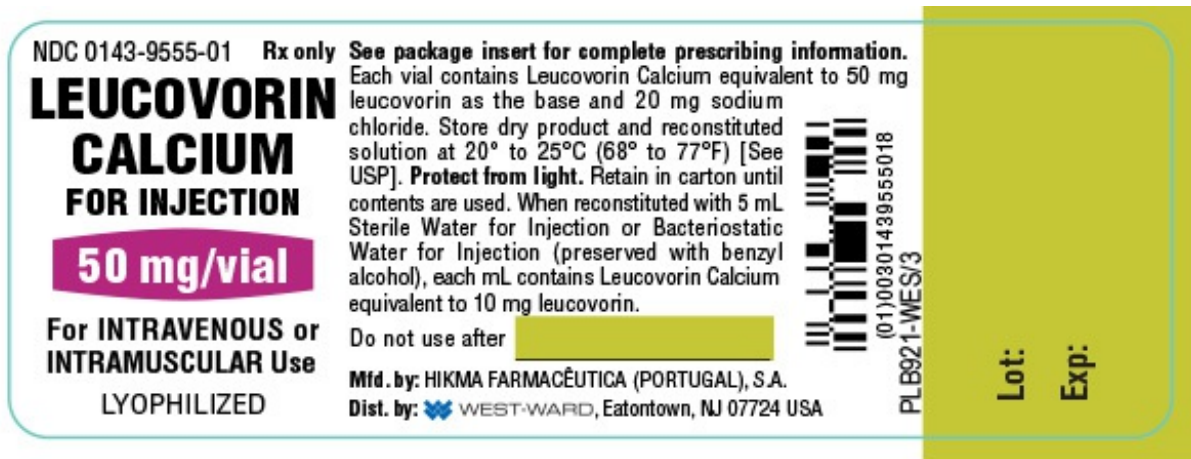 NDC 0143-9555-01 Rx only
LEUCOVORIN
CALCIUM
FOR INJECTION
50 mg/vial
For INTRAVENOUS or
INTRAMUSCULAR Use
LYOPHILIZED
See package insert for complete prescribing information.
Each vial contains Leucovorin Calcium equivalent to 50 mg
leucovorin as the base and 20 mg sodium
chloride. Store dry product and reconstituted
solution at 20° to 25°C (68° to 77°F) [See
USP]. Protect from light. Retain in carton until
contents are used. When reconstituted with 5 mL
Sterile Water for Injection or Bacteriostatic
Water for Injection (preserved with benzyl
alcohol), each mL contains Leucovorin Calcium
equivalent to 10 mg leucovorin.
Do not use after
Mfd. by: HIKMA FARMACÊUTICA (PORTUGAL), S.A.
Dist. by: WEST-WARD, Eatontown, NJ 07724 USA
(01)00301439555018
PLB921-WES/3
Lot:
Exp: